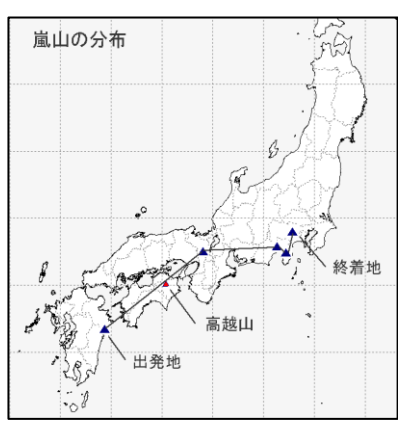 嵐山の分布
終着地
高越山
出発地